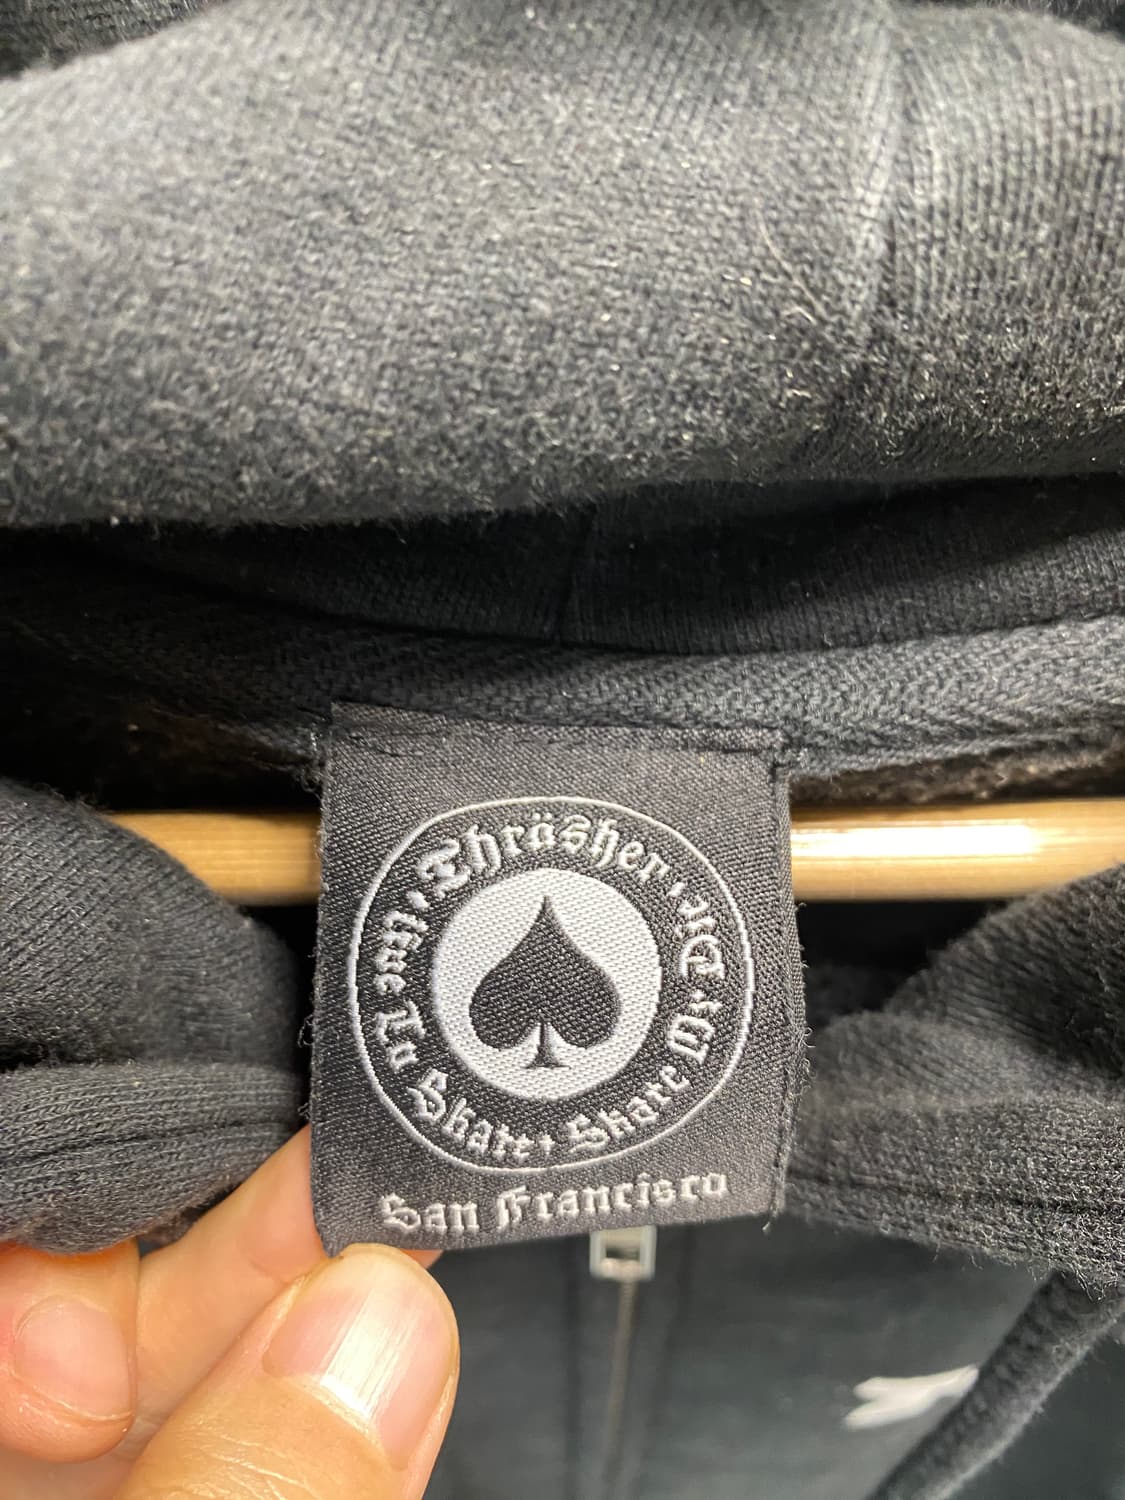 Thräsher
Live To Skate · Skate Or Die
San Francisco